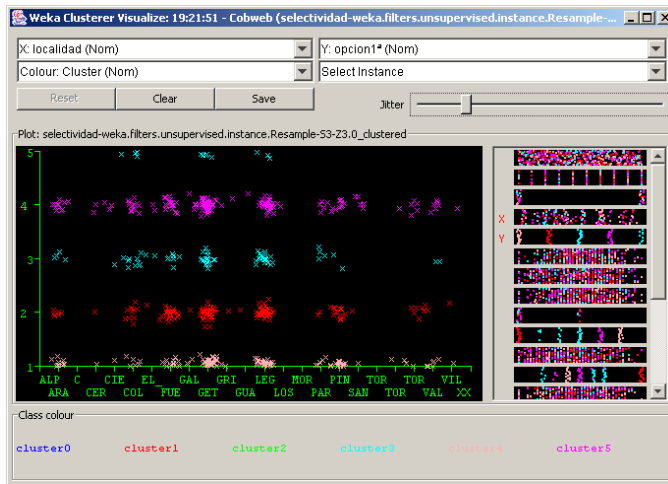 Weka Clusterer Visualize: 19:21:51 - Cobweb (selectividad-weka.filters.unsupervised.instance.Resample-...
X: localidad (Nom) Y: opcion1ª (Nom)
Colour: Cluster (Nom) Select Instance
Reset Clear Save Jitter
Plot: selectividad-weka.filters.unsupervised.instance.Resample-S3-Z3.0_clustered
5
4
X
Y
3
2
1
ALP C CIE EL_ GAL GRI LEG MOR PIN TOR TOR VIL
ARA CER COL FUE GET GUA LOS PAR SAN TOR VAL XX
Class colour
cluster0 cluster1 cluster2 cluster3 cluster4 cluster5